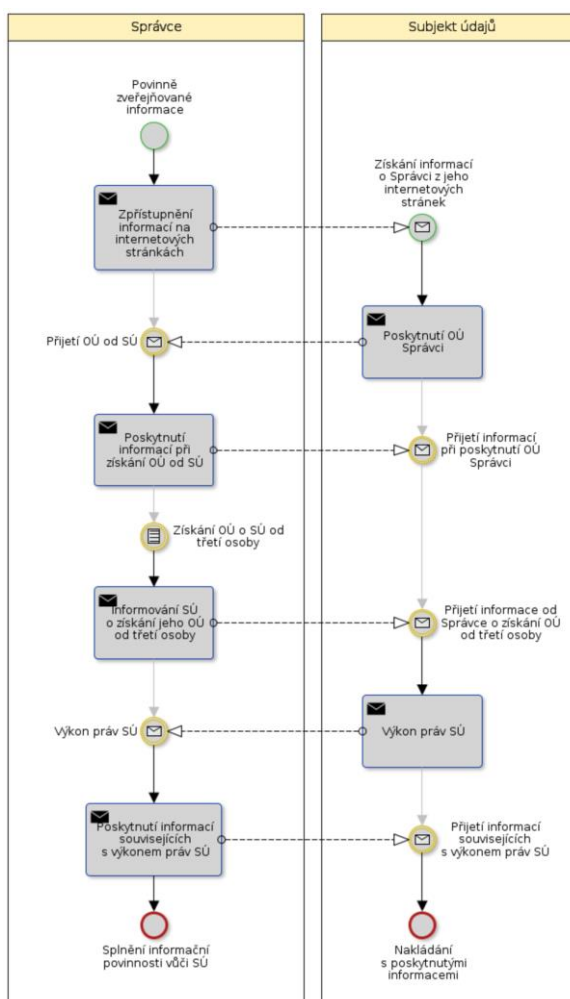 Správce
Subjekt údajů
Povinně
zveřejňované
informace
Získání informací
o Správci z jeho
internetových
stránek
Zpřístupnění
informací na
internetových
stránkách
Přijetí OÚ od SÚ
Poskytnutí OÚ
Správci
Poskytnutí
informací při
získání OÚ od SÚ
Přijetí informací
při poskytnutí OÚ
Správci
Získání OÚ o SÚ od
třetí osoby
Informování SÚ
o získání jeho OÚ
od třetí osoby
Přijetí informace od
Správce o získání OÚ
od třetí osoby
Výkon práv SÚ
Výkon práv SÚ
Poskytnutí informací
souvisejících
s výkonem práv SÚ
Přijetí informací
souvisejících
s výkonem práv SÚ
Splnění informační
povinnosti vůči SÚ
Nakládání
s poskytnutými
informacemi